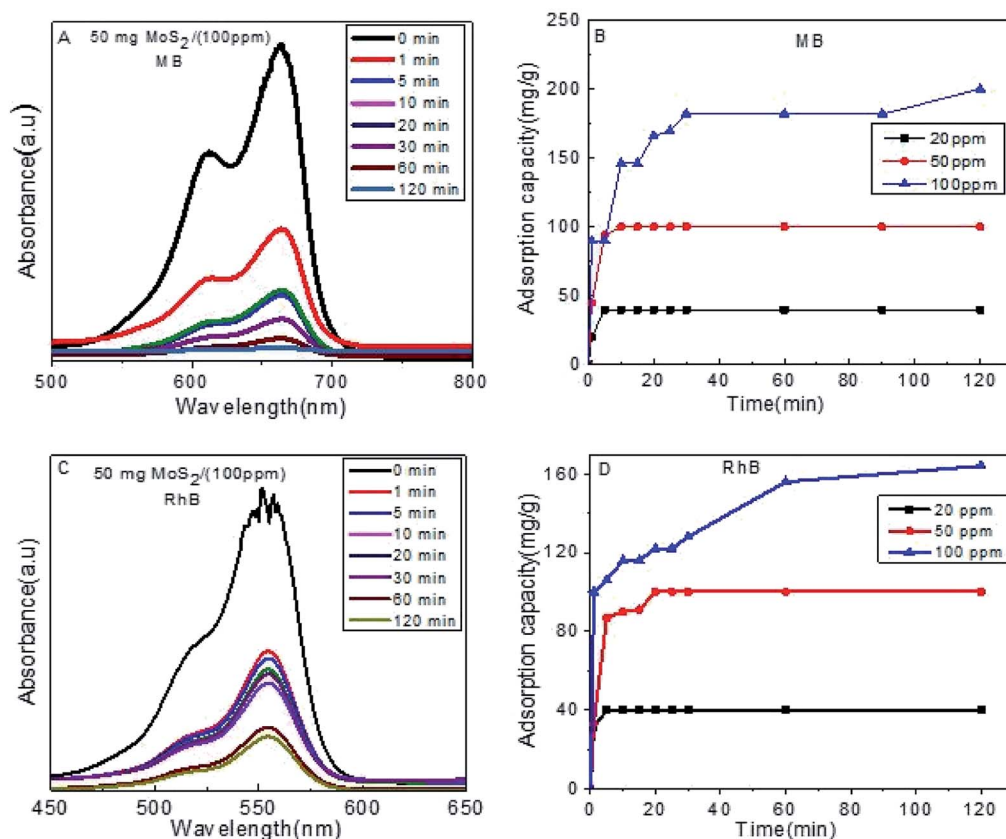 A
50 mg MoS2/(100ppm)
MB
0 min
1 min
5 min
10 min
20 min
30 min
60 min
120 min
Absorbance(a.u)
500 600 700 800
Wavelength(nm)
B
MB
250
200
150
100
50
0
20 ppm
50 ppm
100ppm
Adsorption capacity(mg/g)
0 20 40 60 80 100 120
Time(min)
C
50 mg MoS2/(100ppm)
RhB
0 min
1 min
5 min
10 min
20 min
30 min
60 min
120 min
Absorbance(a.u)
450 500 550 600 650
Wavelength(nm)
D
RhB
160
120
80
40
0
20 ppm
50 ppm
100 ppm
Adsorption capacity(mg/g)
0 20 40 60 80 100 120
Time(min)